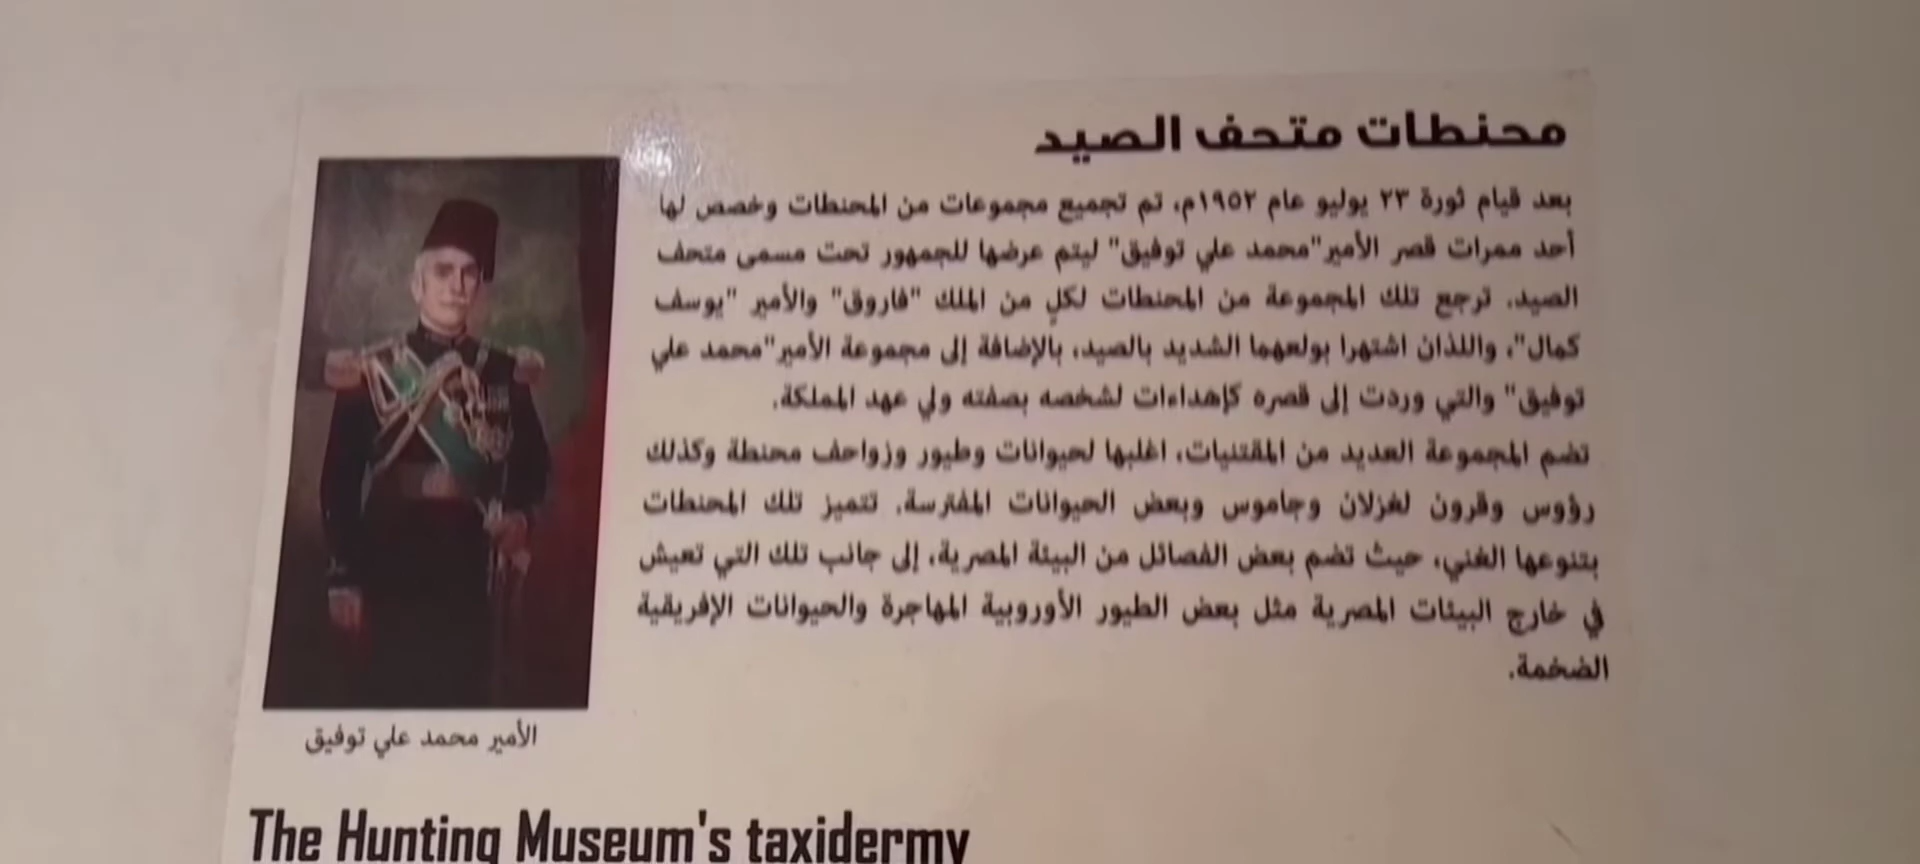 محنطات متحف الصيد
بعد قيام ثورة ٢٣ يوليو عام ١٩٥٢م، تم تجميع مجموعات من المحنطات وخصص لها
أحد ممرات قصر الأمير"محمد علي توفيق" ليتم عرضها للجمهور تحت مسمى متحف
الصيد. ترجع تلك المجموعة من المحنطات لكلٍ من الملك "فاروق" والأمير "يوسف
كمال"، واللذان اشتهرا بولعهما الشديد بالصيد، بالإضافة إلى مجموعة الأمير"محمد علي
توفيق" والتي وردت إلى قصره كإهداءات لشخصه بصفته ولي عهد المملكة.
تضم المجموعة العديد من المقتنيات، اغلبها لحيوانات وطيور وزواحف محنطة وكذلك
رؤوس وقرون لغزلان وجاموس وبعض الحيوانات المفترسة. تتميز تلك المحنطات
بتنوعها الغني، حيث تضم بعض الفصائل من البيئة المصرية، إلى جانب تلك التي تعيش
في خارج البيئات المصرية مثل بعض الطيور الأوروبية المهاجرة والحيوانات الإفريقية
الضخمة.
الأمير محمد علي توفيق
The Hunting Museum's taxidermy